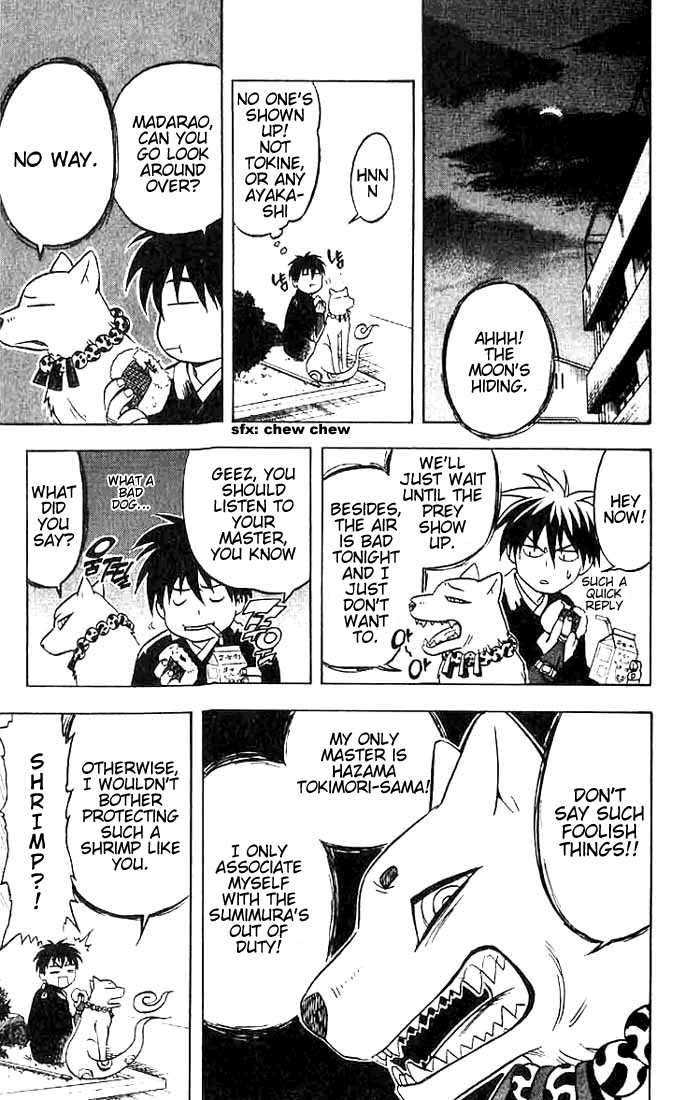 AHHH!
THE
MOON'S
HIDING.
HNN
N
NO ONE'S
SHOWN
UP!
NOT
TOKINE,
OR ANY
AYAKA-
SHI
냠
냠
sfx: chew chew
MADARAO,
CAN YOU
GO LOOK
AROUND
OVER?
NO WAY.
HEY
NOW!
SUCH A
QUICK
REPLY
WE'LL
JUST WAIT
UNTIL THE
PREY
SHOW
UP.
BESIDES,
THE AIR
IS BAD
TONIGHT
AND I
JUST
DON'T
WANT
TO.
GEEZ, YOU
SHOULD
LISTEN TO
YOUR
MASTER,
YOU KNOW
WHAT A
BAD
DOG...
WHAT
DID
YOU
SAY?
움찔
DON'T
SAY SUCH
FOOLISH
THINGS!!
MY ONLY
MASTER IS
HAZAMA
TOKIMORI-SAMA!
I ONLY
ASSOCIATE
MYSELF
WITH THE
SUMIMURA'S
OUT OF
DUTY!
OTHERWISE,
I WOULDN'T
BOTHER
PROTECTING
SUCH A
SHRIMP LIKE
YOU.
SHRIMP?!